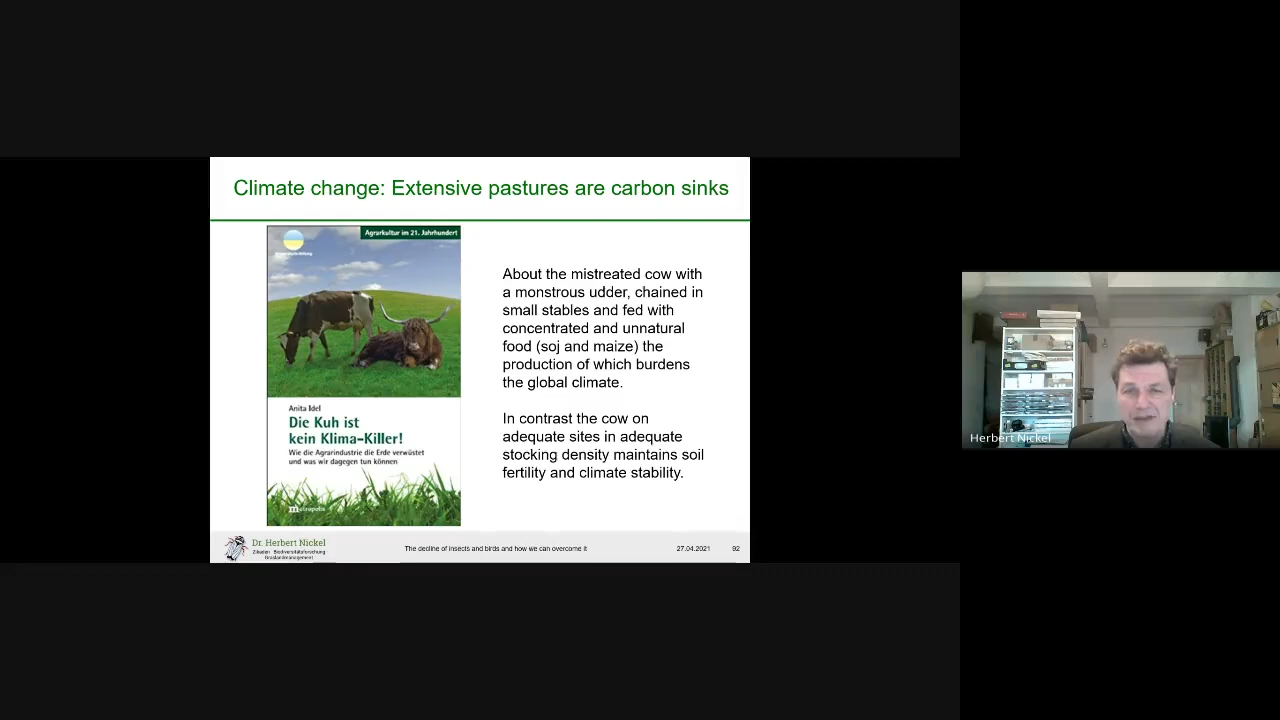 Climate change: Extensive pastures are carbon sinks
Agrarkultur im 21. Jahrhundert
Anita Idel
Die Kuh ist
kein Klima-Killer!
Wie die Agrarindustrie die Erde verwüstet
und was wir dagegen tun können
metropolis
About the mistreated cow with
a monstrous udder, chained in
small stables and fed with
concentrated and unnatural
food (soj and maize) the
production of which burdens
the global climate.
In contrast the cow on
adequate sites in adequate
stocking density maintains soil
fertility and climate stability.
Dr. Herbert Nickel
Zikaden Biodiversitätsforschung
Graslandmanagement
The decline of insects and birds and how we can overcome it
27.04.2021
92
Herbert Nickel